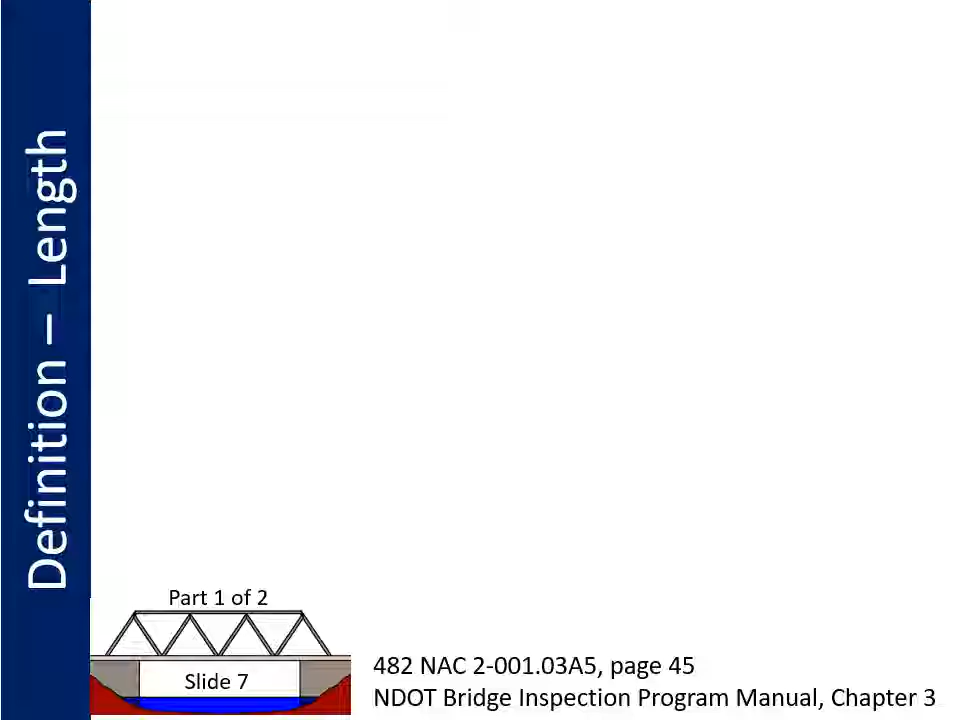 Definition – Length
Part 1 of 2
Slide 7
482 NAC 2-001.03A5, page 45
NDOT Bridge Inspection Program Manual, Chapter 3